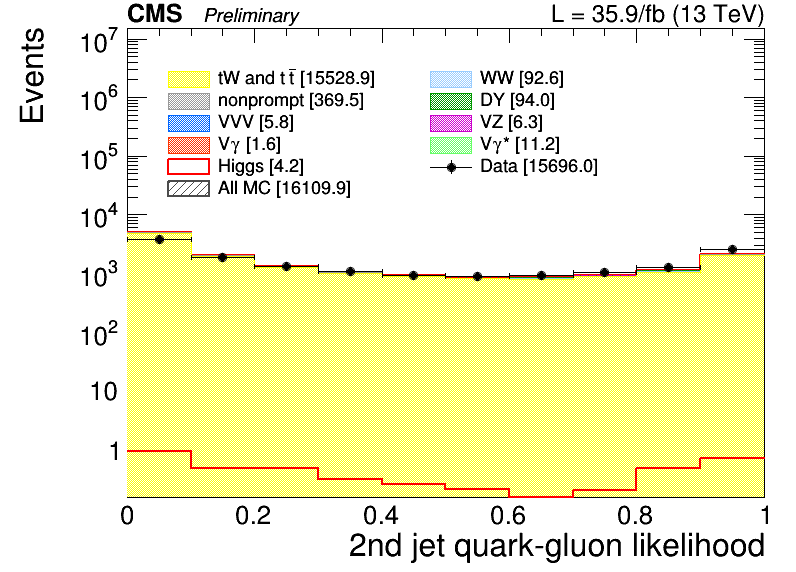 CMS Preliminary L = 35.9/fb (13 TeV)
Events
10⁷
10⁶
10⁵
10⁴
10³
10²
10
1
tW and t t̄ [15528.9] WW [92.6]
nonprompt [369.5] DY [94.0]
VVV [5.8] VZ [6.3]
Vγ [1.6] Vγ* [11.2]
Higgs [4.2] Data [15696.0]
All MC [16109.9]
0 0.2 0.4 0.6 0.8 1
2nd jet quark-gluon likelihood